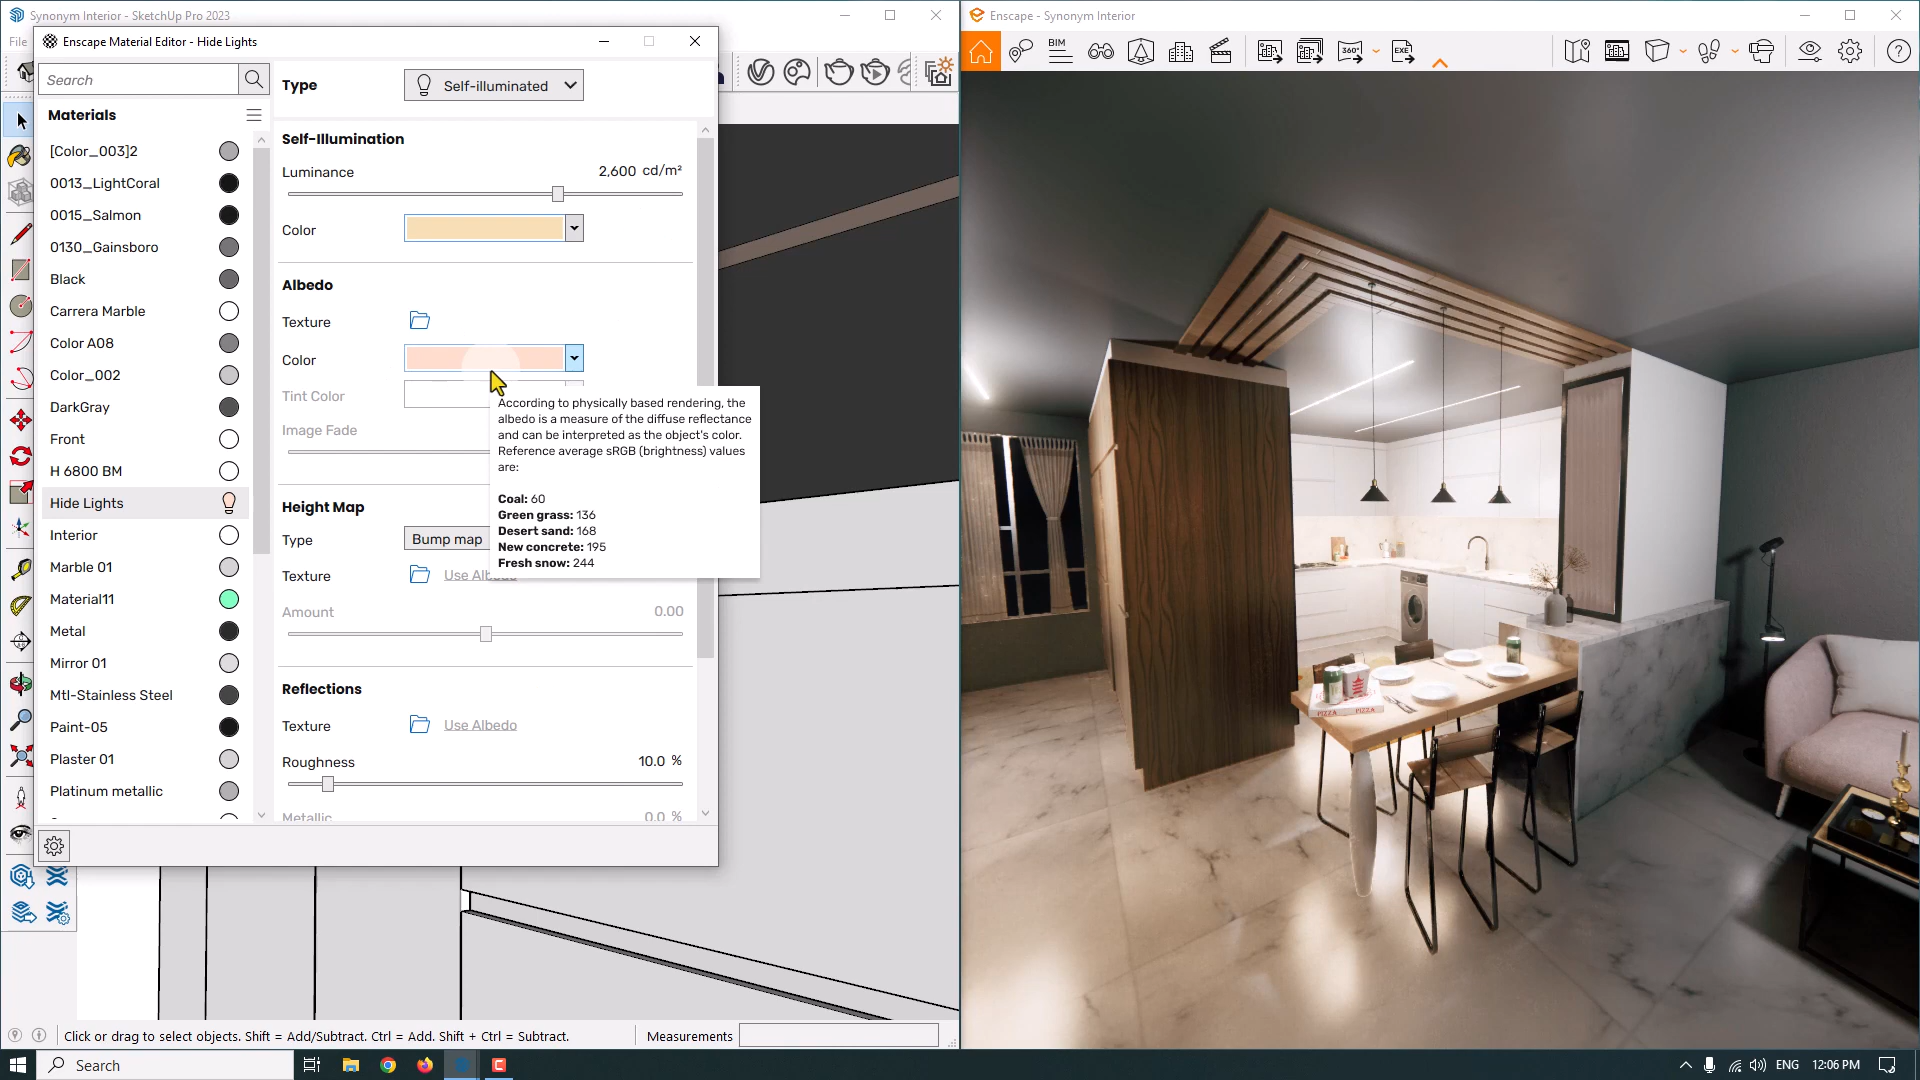 Synonym Interior - SketchUp Pro 2023
Enscape - Synonym Interior
File
Enscape Material Editor - Hide Lights
BIM
360°
EXE
Search
Type
Self-illuminated
Materials
Self-Illumination
[Color_003]2
Luminance
2,600 cd/m²
0013_LightCoral
0015_Salmon
Color
0130_Gainsboro
Black
Albedo
Carrera Marble
Texture
Color A08
Color
Color_002
Tint Color
DarkGray
Image Fade
Front
According to physically based rendering, the
albedo is a measure of the diffuse reflectance
and can be interpreted as the object's color.
Reference average sRGB (brightness) values
are:
Coal: 60
Green grass: 136
Desert sand: 168
New concrete: 195
Fresh snow: 244
H 6800 BM
Hide Lights
Height Map
Interior
Type
Bump map
Marble 01
Texture
Use Albedo
Material11
Amount
0.00
Metal
Mirror 01
Reflections
Mtl-Stainless Steel
Texture
Use Albedo
Paint-05
Plaster 01
Roughness
10.0 %
Platinum metallic
Metallic
0.0 %
PIZZA
PIZZA
Click or drag to select objects. Shift = Add/Subtract. Ctrl = Add. Shift + Ctrl = Subtract.
Measurements
Search
ENG
12:06 PM